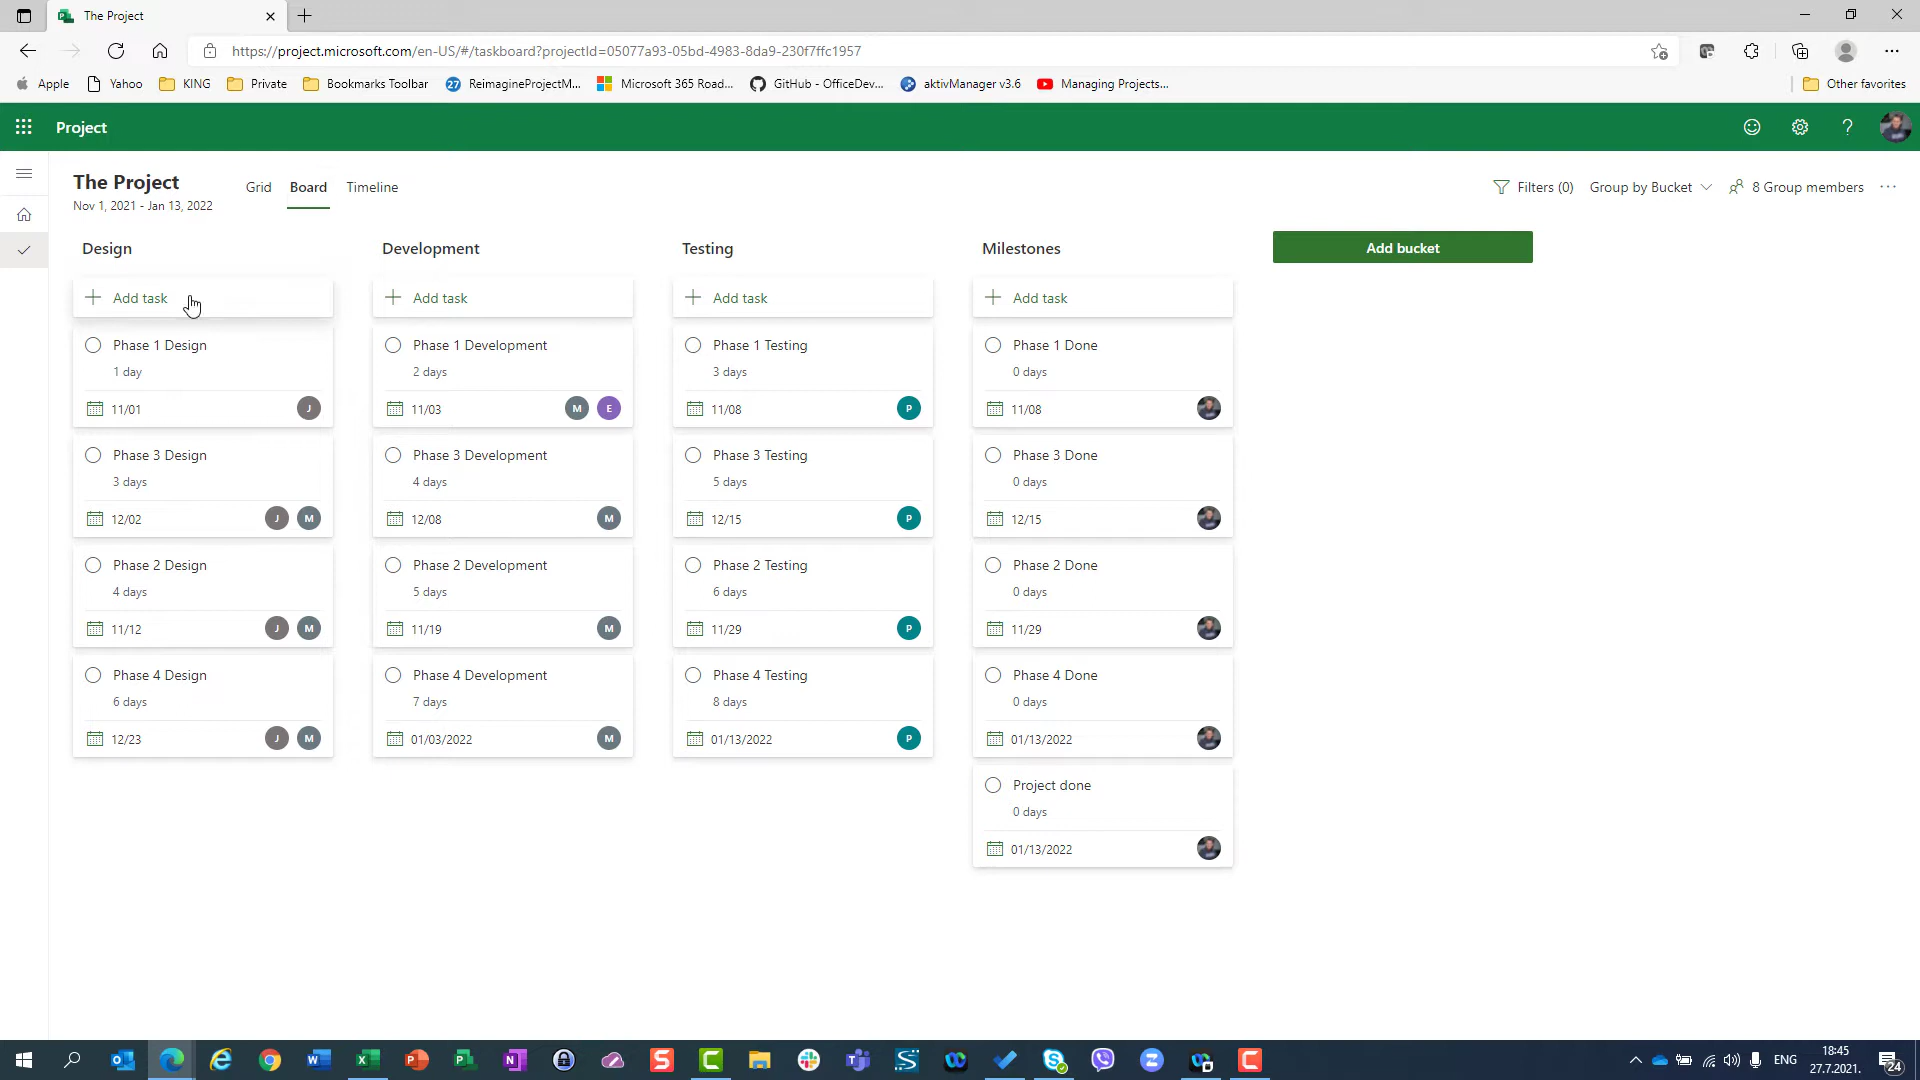 The Project
https://project.microsoft.com/en-US/#/taskboard?projectId=05077a93-05bd-4983-8da9-230f7ffc1957
Apple
Yahoo
KING
Private
Bookmarks Toolbar
27
ReimagineProjectM...
Microsoft 365 Road...
GitHub - OfficeDev...
aktivManager v3.6
Managing Projects...
Other favorites
Project
The Project
Nov 1, 2021 - Jan 13, 2022
Grid
Board
Timeline
Filters (0)
Group by Bucket
8 Group members
Design
Add task
Phase 1 Design
1 day
11/01
J
Phase 3 Design
3 days
12/02
J M
Phase 2 Design
4 days
11/12
J M
Phase 4 Design
6 days
12/23
J M
Development
Add task
Phase 1 Development
2 days
11/03
M E
Phase 3 Development
4 days
12/08
M
Phase 2 Development
5 days
11/19
M
Phase 4 Development
7 days
01/03/2022
M
Testing
Add task
Phase 1 Testing
3 days
11/08
P
Phase 3 Testing
5 days
12/15
P
Phase 2 Testing
6 days
11/29
P
Phase 4 Testing
8 days
01/13/2022
P
Milestones
Add task
Phase 1 Done
0 days
11/08
Phase 3 Done
0 days
12/15
Phase 2 Done
0 days
11/29
Phase 4 Done
0 days
01/13/2022
Project done
0 days
01/13/2022
Add bucket
ENG
18:45
27.7.2021.
24